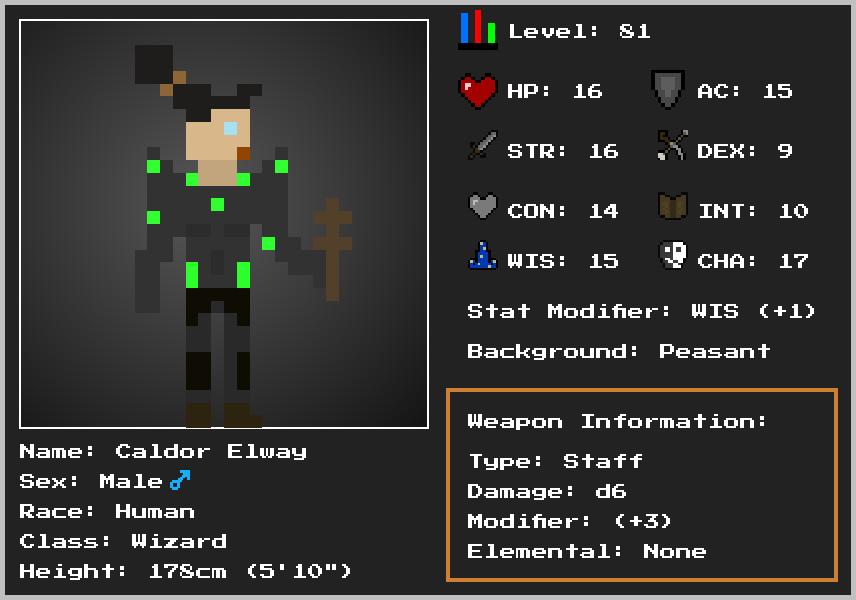 Level: 81
HP: 16
AC: 15
STR: 16
DEX: 9
CON: 14
INT: 10
WIS: 15
CHA: 17
Stat Modifier: WIS (+1)
Background: Peasant
Weapon Information:
Type: Staff
Damage: d6
Modifier: (+3)
Elemental: None
Name: Caldor Elway
Sex: Male ♂
Race: Human
Class: Wizard
Height: 178cm (5'10")